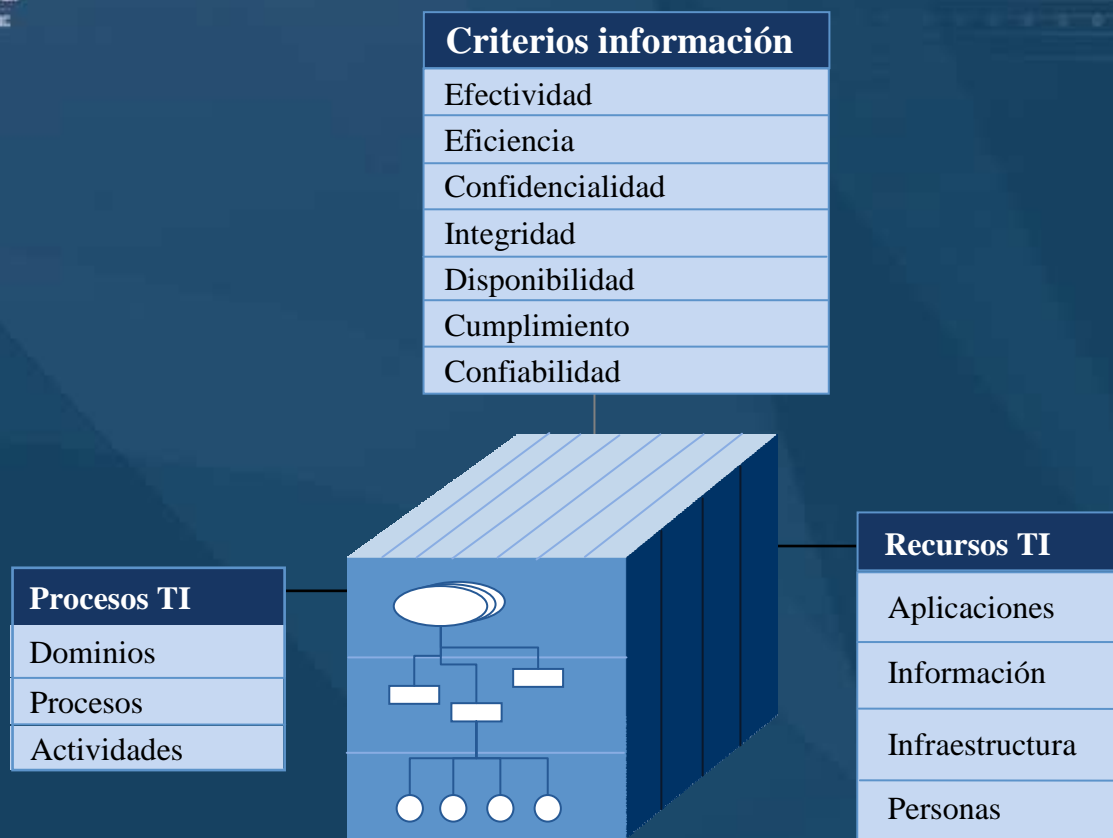 Criterios información
Efectividad
Eficiencia
Confidencialidad
Integridad
Disponibilidad
Cumplimiento
Confiabilidad
Procesos TI
Dominios
Procesos
Actividades
Recursos TI
Aplicaciones
Información
Infraestructura
Personas